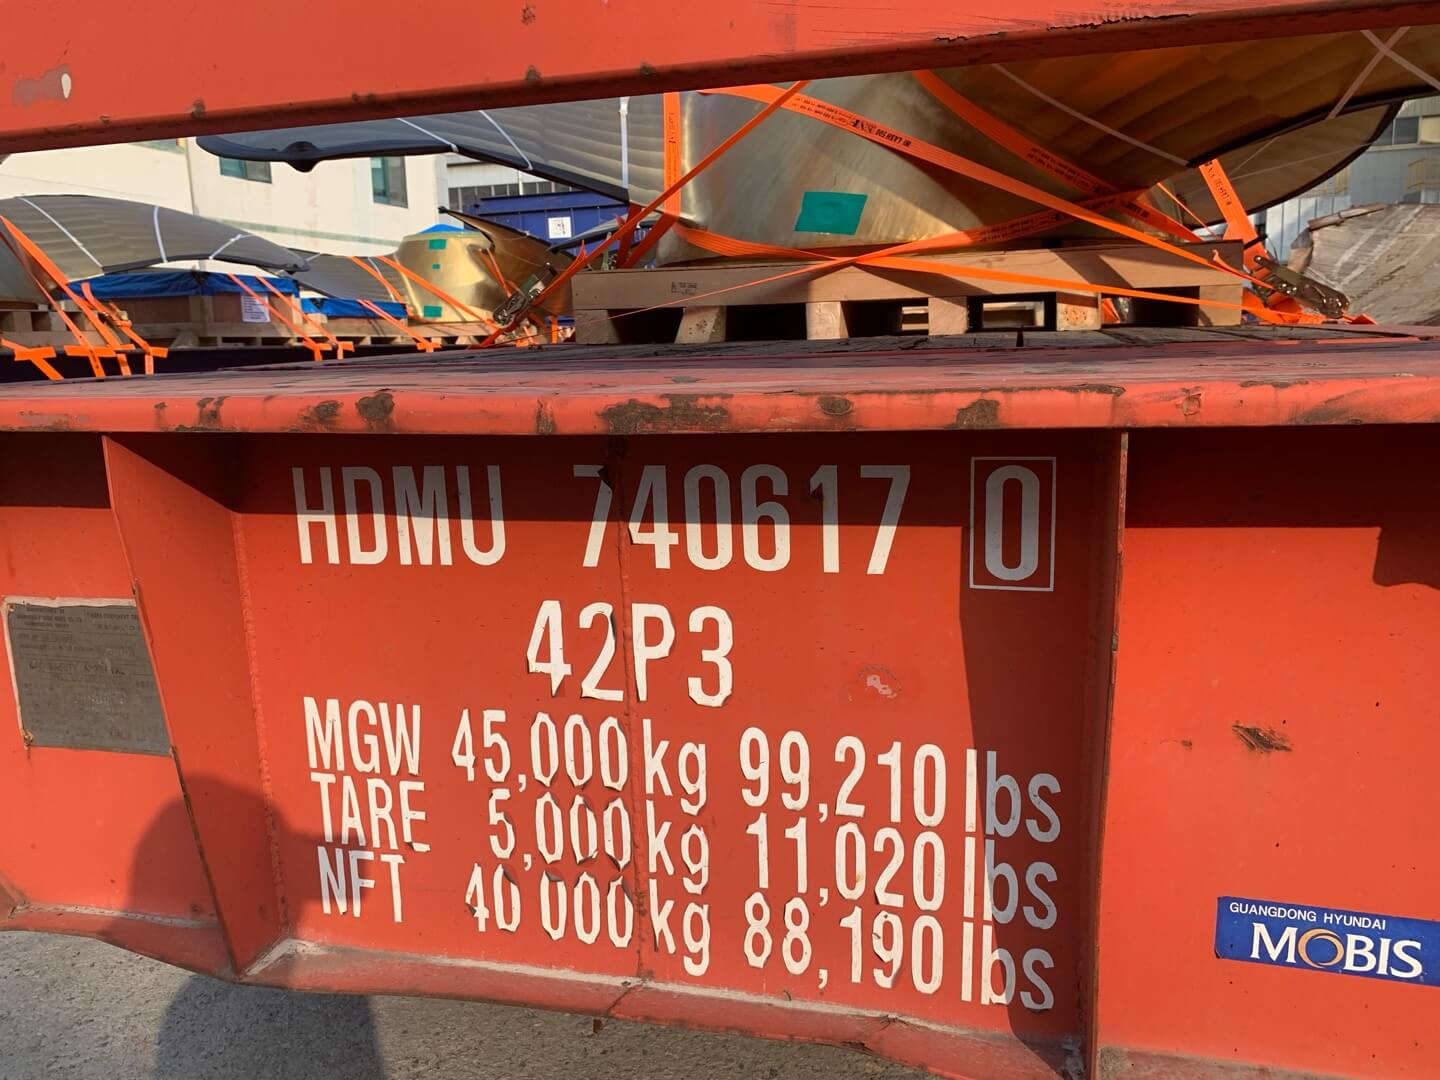 HDMU 740617 0
42P3
MGW 45,000 kg 99,210 lbs
TARE 5,000 kg 11,020 lbs
NFT 40 000 kg 88,190 lbs
GUANGDONG HYUNDAI
MOBIS